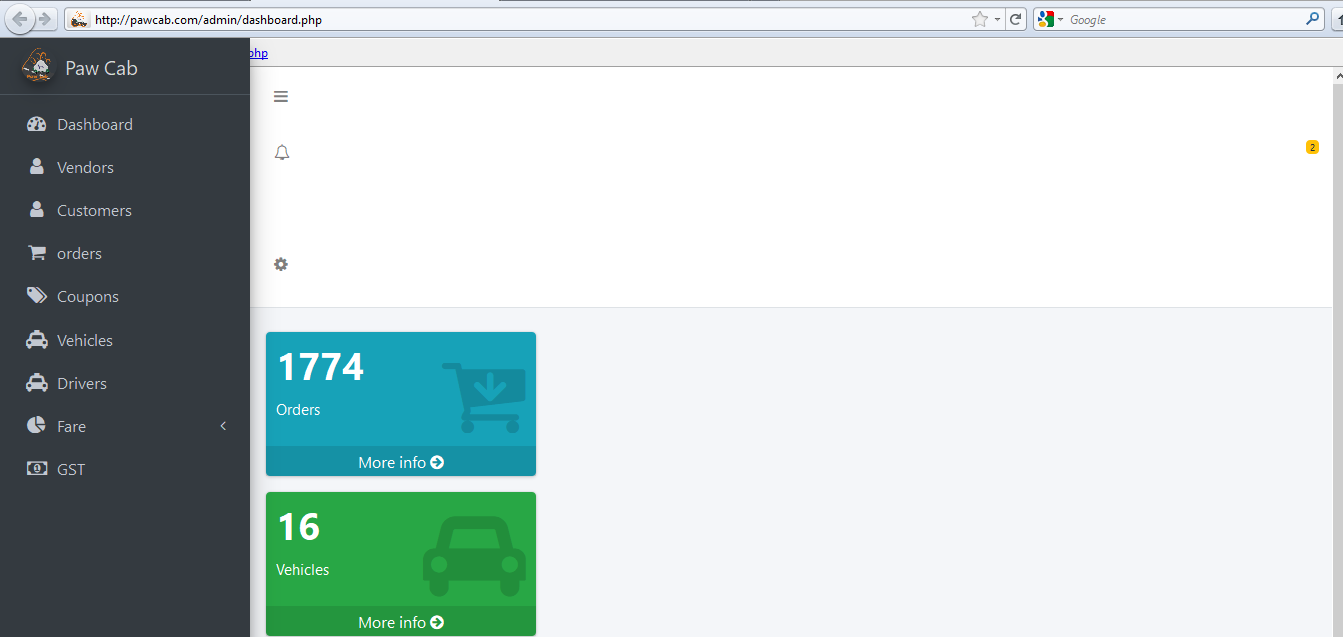 http://pawcab.com/admin/dashboard.php
Google
Paw Cab
php
Dashboard
Vendors
2
Customers
orders
Coupons
Vehicles
Drivers
Fare
GST
1774
Orders
More info
16
Vehicles
More info